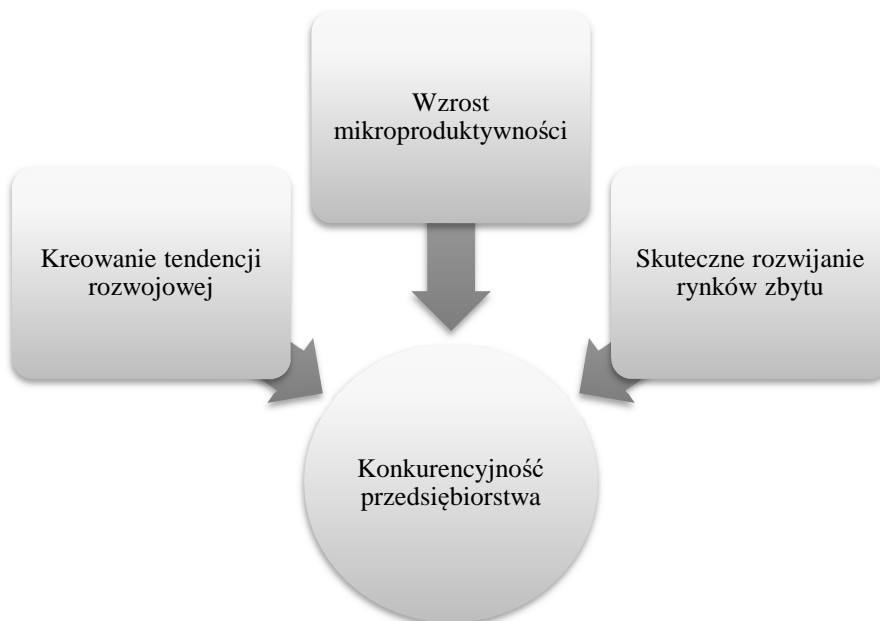 Wzrost
mikroproduktywności
Kreowanie tendencji
rozwojowej
Skuteczne rozwijanie
rynków zbytu
Konkurencyjność
przedsiębiorstwa